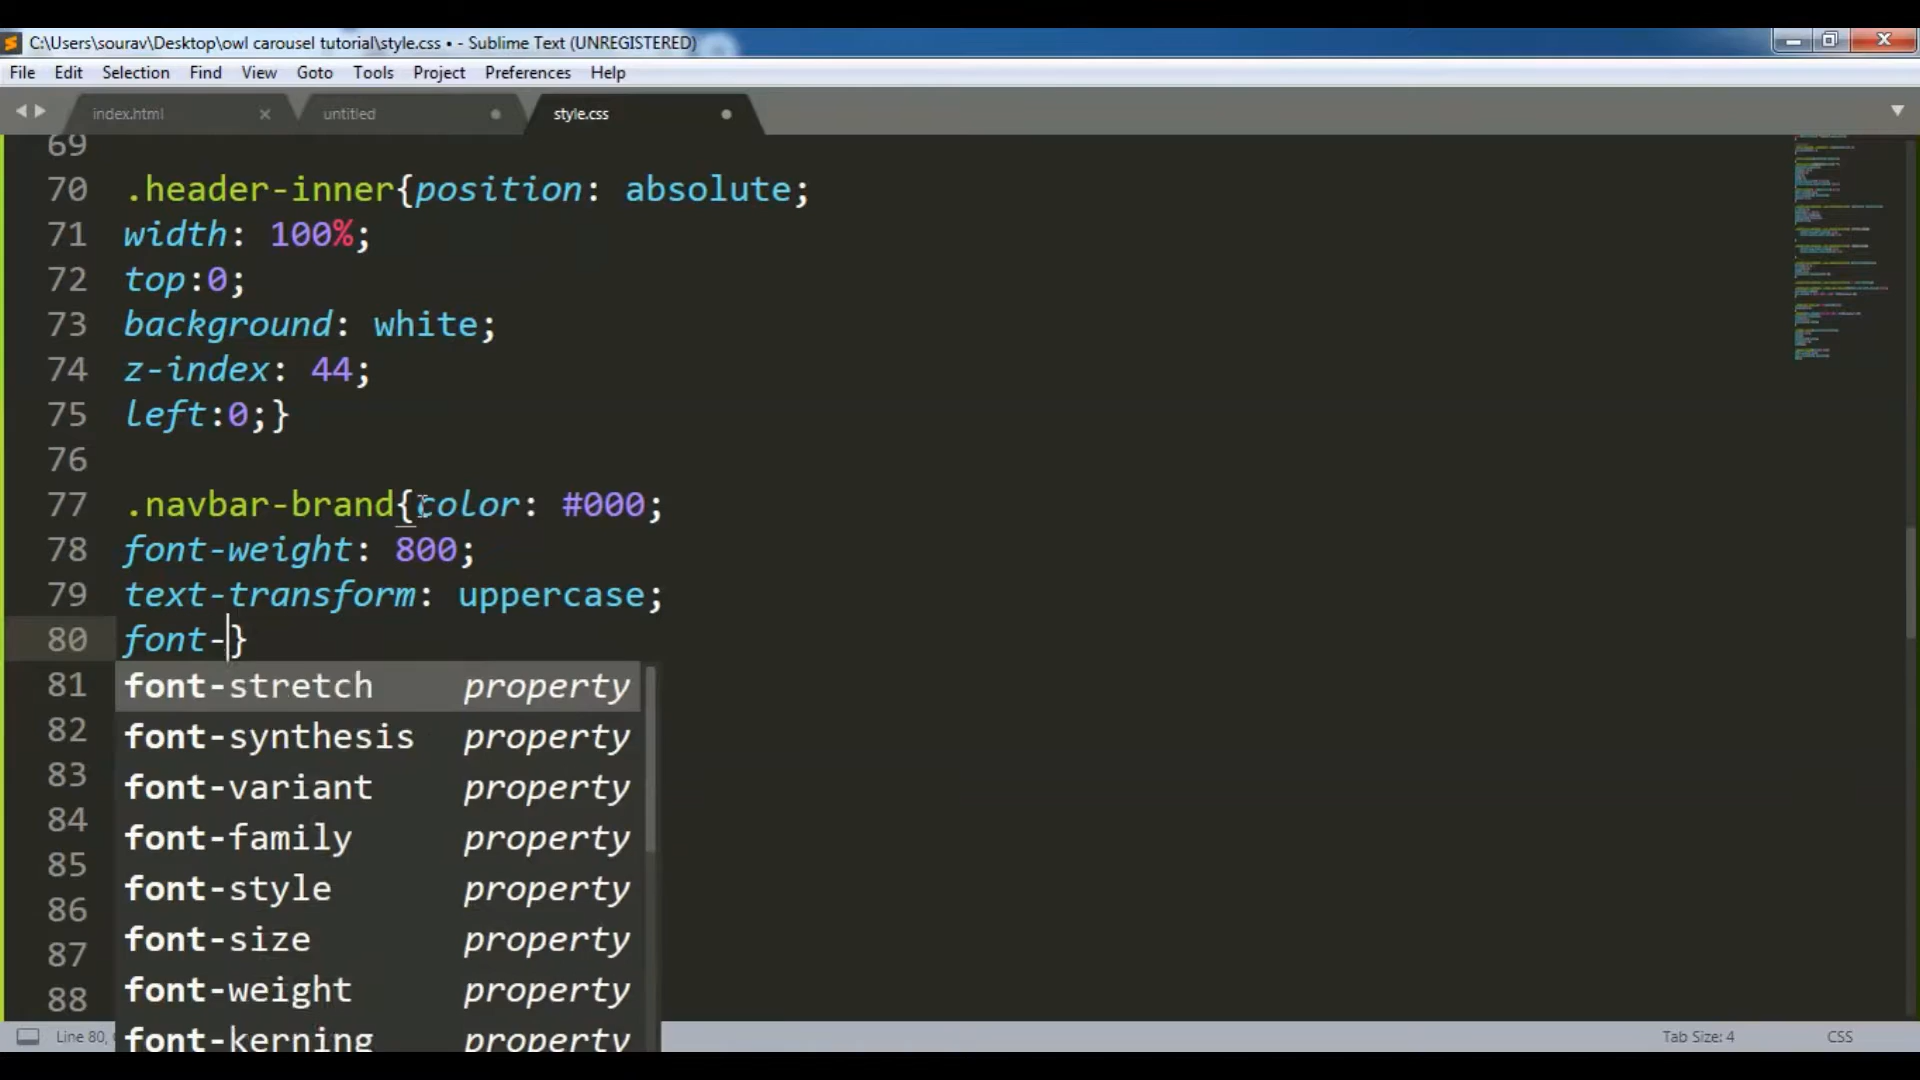 C:\Users\sourav\Desktop\owl carousel tutorial\style.css • - Sublime Text (UNREGISTERED)
File Edit Selection Find View Goto Tools Project Preferences Help
index.html untitled style.css
69
70 .header-inner{position: absolute;
71 width: 100%;
72 top:0;
73 background: white;
74 z-index: 44;
75 left:0;}
76
77 .navbar-brand{color: #000;
78 font-weight: 800;
79 text-transform: uppercase;
80 font-}
81 font-stretch property
82 font-synthesis property
83 font-variant property
84 font-family property
85 font-style property
86 font-size property
87 font-weight property
88 font-kerning property
Line 80, Tab Size: 4 CSS